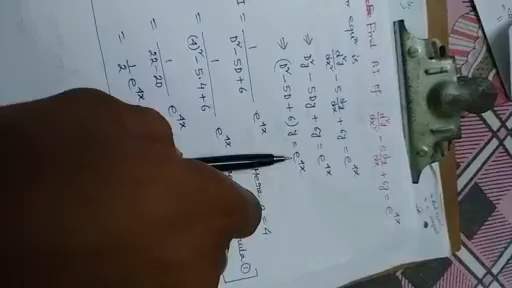 Find PI of d²y/dx² - 5 dy/dx + 6y = e^4x
equⁿ is
d²y/dx² - 5 dy/dx + 6y = e^4x
⇒ D²y - 5Dy + 6y = e^4x
⇒ (D² - 5D + 6) y = e^4x
= 1/(D² - 5D + 6) e^4x
= 1/((4)² - 5·4 + 6) e^4x
= 1/(22 - 20) e^4x
= 1/2 e^4x